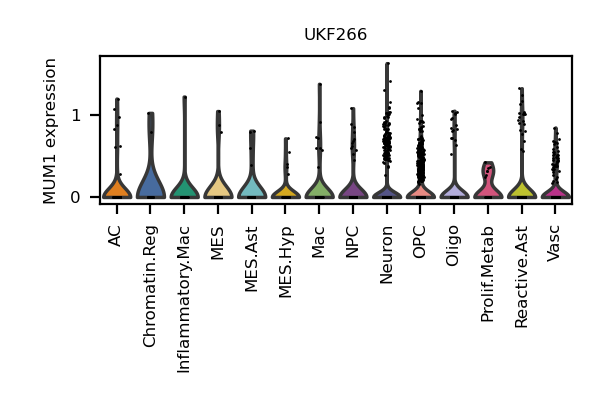 UKF266
MUM1 expression
1
0
AC
Chromatin.Reg
Inflammatory.Mac
MES
MES.Ast
MES.Hyp
Mac
NPC
Neuron
OPC
Oligo
Prolif.Metab
Reactive.Ast
Vasc